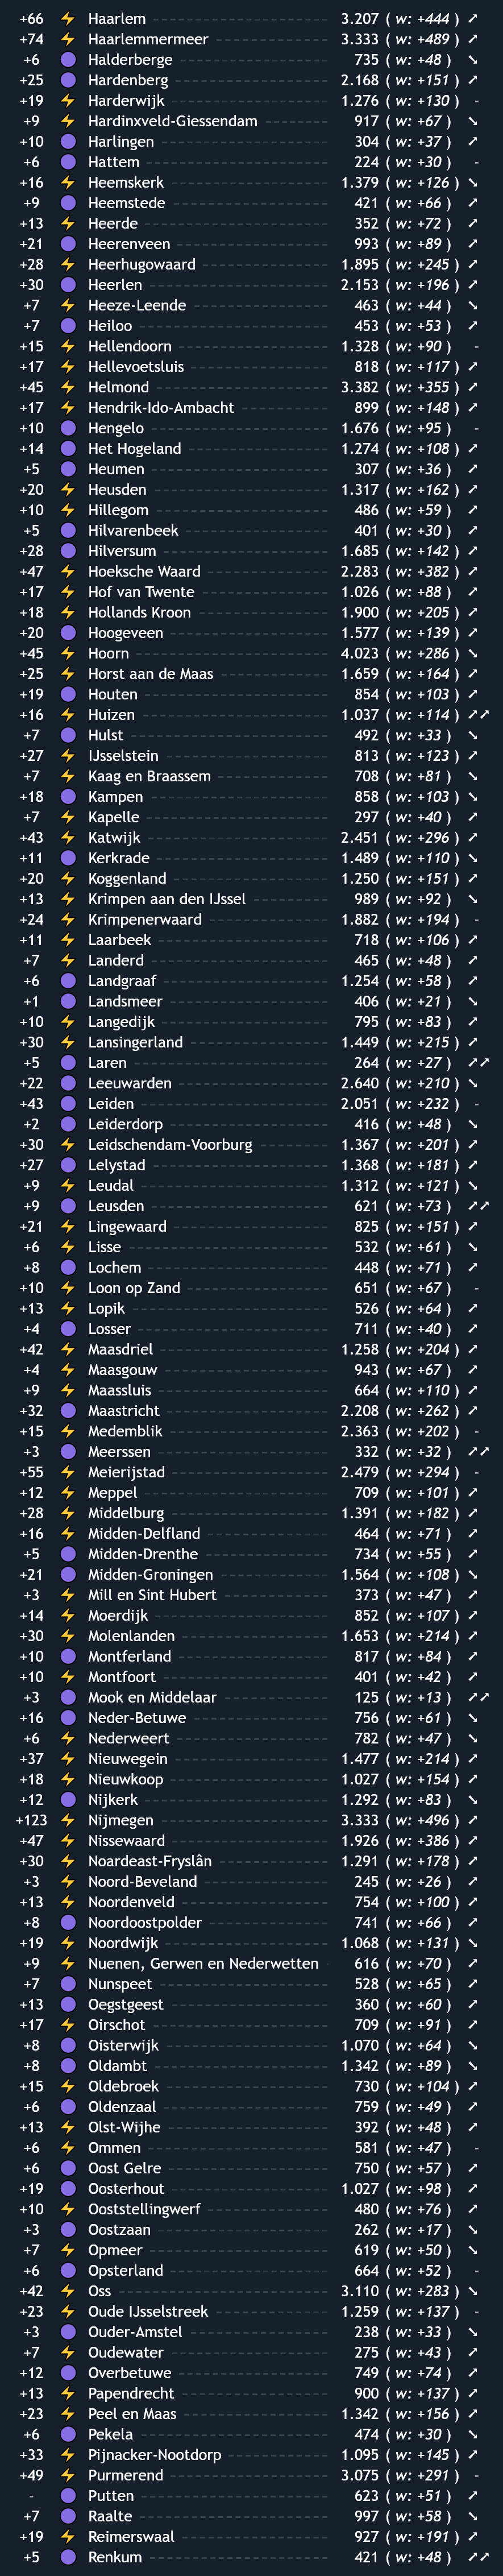 +66 ⚡ Haarlem 3.207 ( w: +444 ) ⭧
+74 ⚡ Haarlemmermeer 3.333 ( w: +489 ) ⭧
+6 Halderberge 735 ( w: +48 ) ⭨
+25 Hardenberg 2.168 ( w: +151 ) ⭧
+19 ⚡ Harderwijk 1.276 ( w: +130 ) -
+9 ⚡ Hardinxveld-Giessendam 917 ( w: +67 ) ⭨
+10 Harlingen 304 ( w: +37 ) ⭧
+6 Hattem 224 ( w: +30 ) -
+16 ⚡ Heemskerk 1.379 ( w: +126 ) ⭨
+9 Heemstede 421 ( w: +66 ) ⭧
+13 ⚡ Heerde 352 ( w: +72 ) ⭧
+21 Heerenveen 993 ( w: +89 ) ⭧
+28 ⚡ Heerhugowaard 1.895 ( w: +245 ) ⭧
+30 Heerlen 2.153 ( w: +196 ) ⭧
+7 ⚡ Heeze-Leende 463 ( w: +44 ) ⭨
+7 Heiloo 453 ( w: +53 ) ⭧
+15 ⚡ Hellendoorn 1.328 ( w: +90 ) -
+17 ⚡ Hellevoetsluis 818 ( w: +117 ) ⭧
+45 ⚡ Helmond 3.382 ( w: +355 ) ⭧
+17 ⚡ Hendrik-Ido-Ambacht 899 ( w: +148 ) ⭧
+10 Hengelo 1.676 ( w: +95 ) -
+14 Het Hogeland 1.274 ( w: +108 ) ⭧
+5 Heumen 307 ( w: +36 ) ⭧
+20 ⚡ Heusden 1.317 ( w: +162 ) ⭧
+10 ⚡ Hillegom 486 ( w: +59 ) ⭧
+5 Hilvarenbeek 401 ( w: +30 ) ⭧
+28 Hilversum 1.685 ( w: +142 ) ⭧
+47 ⚡ Hoeksche Waard 2.283 ( w: +382 ) ⭧
+17 ⚡ Hof van Twente 1.026 ( w: +88 ) ⭧
+18 ⚡ Hollands Kroon 1.900 ( w: +205 ) ⭧
+20 Hoogeveen 1.577 ( w: +139 ) ⭧
+45 ⚡ Hoorn 4.023 ( w: +286 ) ⭨
+25 ⚡ Horst aan de Maas 1.659 ( w: +164 ) ⭧
+19 Houten 854 ( w: +103 ) ⭧
+16 ⚡ Huizen 1.037 ( w: +114 ) ⭧⭧
+7 Hulst 492 ( w: +33 ) ⭨
+27 ⚡ IJsselstein 813 ( w: +123 ) ⭧
+7 ⚡ Kaag en Braassem 708 ( w: +81 ) ⭨
+18 Kampen 858 ( w: +103 ) ⭨
+7 ⚡ Kapelle 297 ( w: +40 ) ⭧
+43 ⚡ Katwijk 2.451 ( w: +296 ) ⭧
+11 Kerkrade 1.489 ( w: +110 ) ⭨
+20 ⚡ Koggenland 1.250 ( w: +151 ) ⭧
+13 ⚡ Krimpen aan den IJssel 989 ( w: +92 ) ⭨
+24 ⚡ Krimpenerwaard 1.882 ( w: +194 ) -
+11 ⚡ Laarbeek 718 ( w: +106 ) ⭧
+7 ⚡ Landerd 465 ( w: +48 ) ⭧
+6 Landgraaf 1.254 ( w: +58 ) ⭧
+1 Landsmeer 406 ( w: +21 ) ⭨
+10 ⚡ Langedijk 795 ( w: +83 ) ⭧
+30 ⚡ Lansingerland 1.449 ( w: +215 ) ⭧
+5 Laren 264 ( w: +27 ) ⭧⭧
+22 Leeuwarden 2.640 ( w: +210 ) ⭨
+43 Leiden 2.051 ( w: +232 ) -
+2 Leiderdorp 416 ( w: +48 ) ⭨
+30 ⚡ Leidschendam-Voorburg 1.367 ( w: +201 ) ⭧
+27 Lelystad 1.368 ( w: +181 ) ⭧
+9 ⚡ Leudal 1.312 ( w: +121 ) ⭨
+9 Leusden 621 ( w: +73 ) ⭧⭧
+21 ⚡ Lingewaard 825 ( w: +151 ) ⭧
+6 ⚡ Lisse 532 ( w: +61 ) ⭨
+8 Lochem 448 ( w: +71 ) ⭧
+10 ⚡ Loon op Zand 651 ( w: +67 ) -
+13 ⚡ Lopik 526 ( w: +64 ) ⭧
+4 Losser 711 ( w: +40 ) ⭧
+42 ⚡ Maasdriel 1.258 ( w: +204 ) ⭧
+4 ⚡ Maasgouw 943 ( w: +67 ) ⭧
+9 ⚡ Maassluis 664 ( w: +110 ) ⭧
+32 Maastricht 2.208 ( w: +262 ) ⭧
+15 ⚡ Medemblik 2.363 ( w: +202 ) -
+3 Meerssen 332 ( w: +32 ) ⭧⭧
+55 ⚡ Meierijstad 2.479 ( w: +294 ) -
+12 ⚡ Meppel 709 ( w: +101 ) ⭧
+28 ⚡ Middelburg 1.391 ( w: +182 ) ⭧
+16 ⚡ Midden-Delfland 464 ( w: +71 ) ⭧
+5 Midden-Drenthe 734 ( w: +55 ) ⭧
+21 Midden-Groningen 1.564 ( w: +108 ) ⭨
+3 ⚡ Mill en Sint Hubert 373 ( w: +47 ) ⭧
+14 ⚡ Moerdijk 852 ( w: +107 ) ⭧
+30 ⚡ Molenlanden 1.653 ( w: +214 ) ⭧
+10 Montferland 817 ( w: +84 ) ⭧
+10 ⚡ Montfoort 401 ( w: +42 ) ⭧
+3 Mook en Middelaar 125 ( w: +13 ) ⭧⭧
+16 Neder-Betuwe 756 ( w: +61 ) ⭨
+6 ⚡ Nederweert 782 ( w: +47 ) ⭨
+37 ⚡ Nieuwegein 1.477 ( w: +214 ) ⭧
+18 ⚡ Nieuwkoop 1.027 ( w: +154 ) ⭧
+12 Nijkerk 1.292 ( w: +83 ) ⭨
+123 ⚡ Nijmegen 3.333 ( w: +496 ) ⭧
+47 ⚡ Nissewaard 1.926 ( w: +386 ) ⭧
+30 ⚡ Noardeast-Fryslân 1.291 ( w: +178 ) ⭧
+3 ⚡ Noord-Beveland 245 ( w: +26 ) ⭧
+13 ⚡ Noordenveld 754 ( w: +100 ) ⭧
+8 Noordoostpolder 741 ( w: +66 ) ⭧
+19 ⚡ Noordwijk 1.068 ( w: +131 ) ⭨
+9 ⚡ Nuenen, Gerwen en Nederwetten 616 ( w: +70 ) ⭧
+7 Nunspeet 528 ( w: +65 ) ⭧
+13 Oegstgeest 360 ( w: +60 ) ⭧
+17 ⚡ Oirschot 709 ( w: +91 ) ⭧
+8 Oisterwijk 1.070 ( w: +64 ) ⭨
+8 Oldambt 1.342 ( w: +89 ) ⭨
+15 ⚡ Oldebroek 730 ( w: +104 ) ⭧
+6 Oldenzaal 759 ( w: +49 ) ⭧
+13 ⚡ Olst-Wijhe 392 ( w: +48 ) ⭧
+6 ⚡ Ommen 581 ( w: +47 ) -
+6 Oost Gelre 750 ( w: +57 ) ⭧
+19 Oosterhout 1.027 ( w: +98 ) ⭧
+10 ⚡ Ooststellingwerf 480 ( w: +76 ) ⭧
+3 Oostzaan 262 ( w: +17 ) ⭨
+7 ⚡ Opmeer 619 ( w: +50 ) ⭨
+6 Opsterland 664 ( w: +52 ) -
+42 ⚡ Oss 3.110 ( w: +283 ) ⭨
+23 ⚡ Oude IJsselstreek 1.259 ( w: +137 ) -
+3 Ouder-Amstel 238 ( w: +33 ) ⭨
+7 ⚡ Oudewater 275 ( w: +43 ) ⭧
+12 Overbetuwe 749 ( w: +74 ) ⭧
+13 ⚡ Papendrecht 900 ( w: +137 ) ⭧
+23 ⚡ Peel en Maas 1.342 ( w: +156 ) ⭧
+6 Pekela 474 ( w: +30 ) ⭨
+33 ⚡ Pijnacker-Nootdorp 1.095 ( w: +145 ) ⭧
+49 ⚡ Purmerend 3.075 ( w: +291 ) -
- Putten 623 ( w: +51 ) ⭧
+7 Raalte 997 ( w: +58 ) ⭨
+19 ⚡ Reimerswaal 927 ( w: +191 ) ⭧
+5 Renkum 421 ( w: +48 ) ⭧⭧